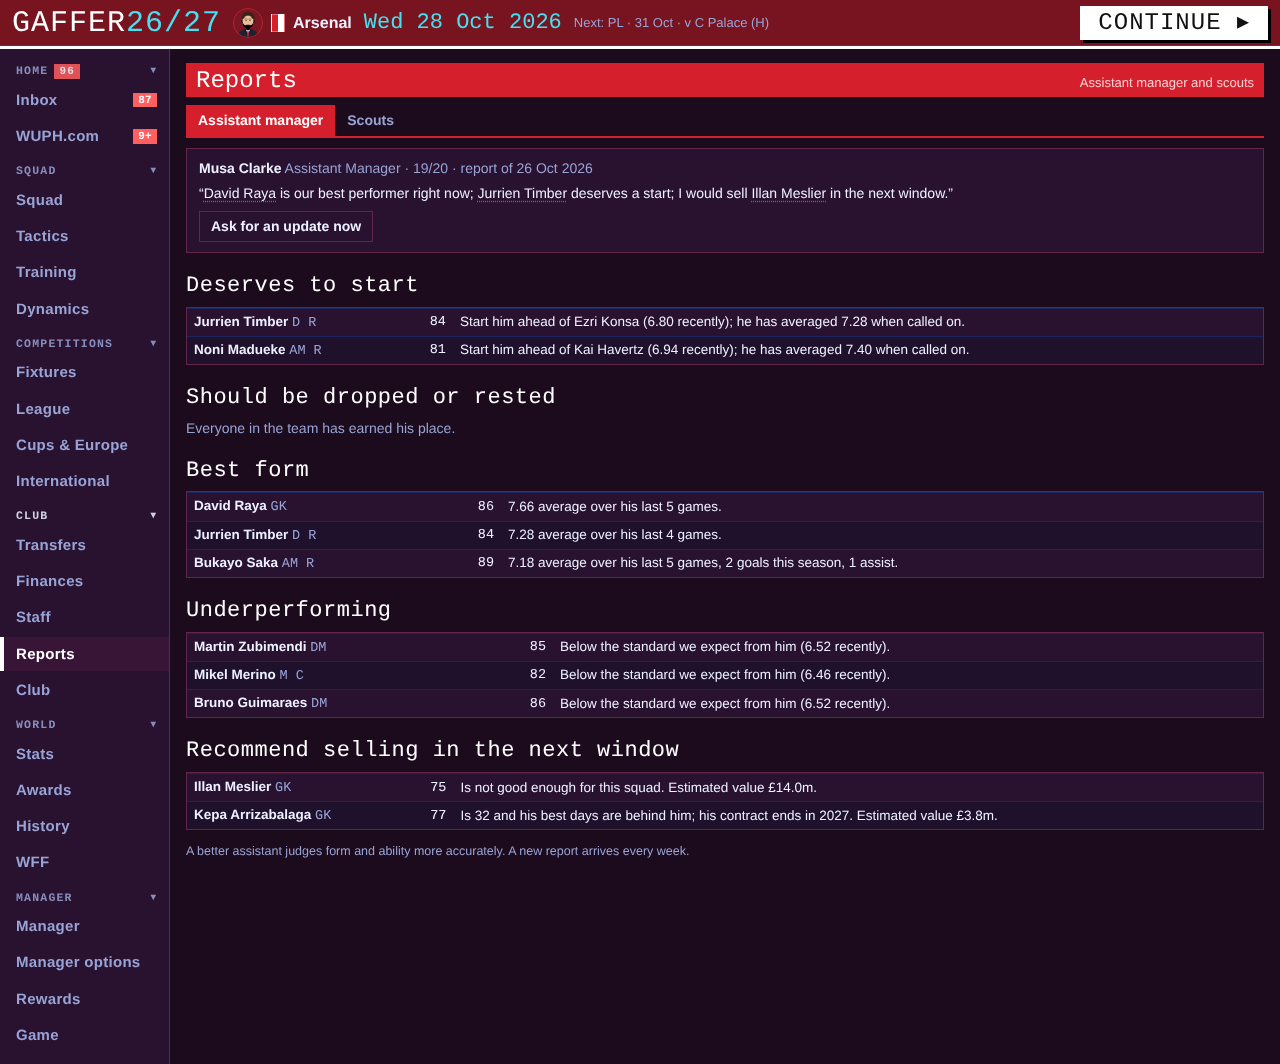 GAFFER26/27 Arsenal Wed 28 Oct 2026 Next: PL · 31 Oct · v C Palace (H) CONTINUE ►
HOME 96 ▼
Inbox 87
WUPH.com 9+
SQUAD ▼
Squad
Tactics
Training
Dynamics
COMPETITIONS ▼
Fixtures
League
Cups & Europe
International
CLUB ▼
Transfers
Finances
Staff
Reports
Club
WORLD ▼
Stats
Awards
History
WFF
MANAGER ▼
Manager
Manager options
Rewards
Game
Reports Assistant manager and scouts
Assistant manager Scouts
Musa Clarke Assistant Manager · 19/20 · report of 26 Oct 2026
“David Raya is our best performer right now; Jurrien Timber deserves a start; I would sell Illan Meslier in the next window.”
Ask for an update now
Deserves to start
Jurrien Timber D R 84 Start him ahead of Ezri Konsa (6.80 recently); he has averaged 7.28 when called on.
Noni Madueke AM R 81 Start him ahead of Kai Havertz (6.94 recently); he has averaged 7.40 when called on.
Should be dropped or rested
Everyone in the team has earned his place.
Best form
David Raya GK 86 7.66 average over his last 5 games.
Jurrien Timber D R 84 7.28 average over his last 4 games.
Bukayo Saka AM R 89 7.18 average over his last 5 games, 2 goals this season, 1 assist.
Underperforming
Martin Zubimendi DM 85 Below the standard we expect from him (6.52 recently).
Mikel Merino M C 82 Below the standard we expect from him (6.46 recently).
Bruno Guimaraes DM 86 Below the standard we expect from him (6.52 recently).
Recommend selling in the next window
Illan Meslier GK 75 Is not good enough for this squad. Estimated value £14.0m.
Kepa Arrizabalaga GK 77 Is 32 and his best days are behind him; his contract ends in 2027. Estimated value £3.8m.
A better assistant judges form and ability more accurately. A new report arrives every week.